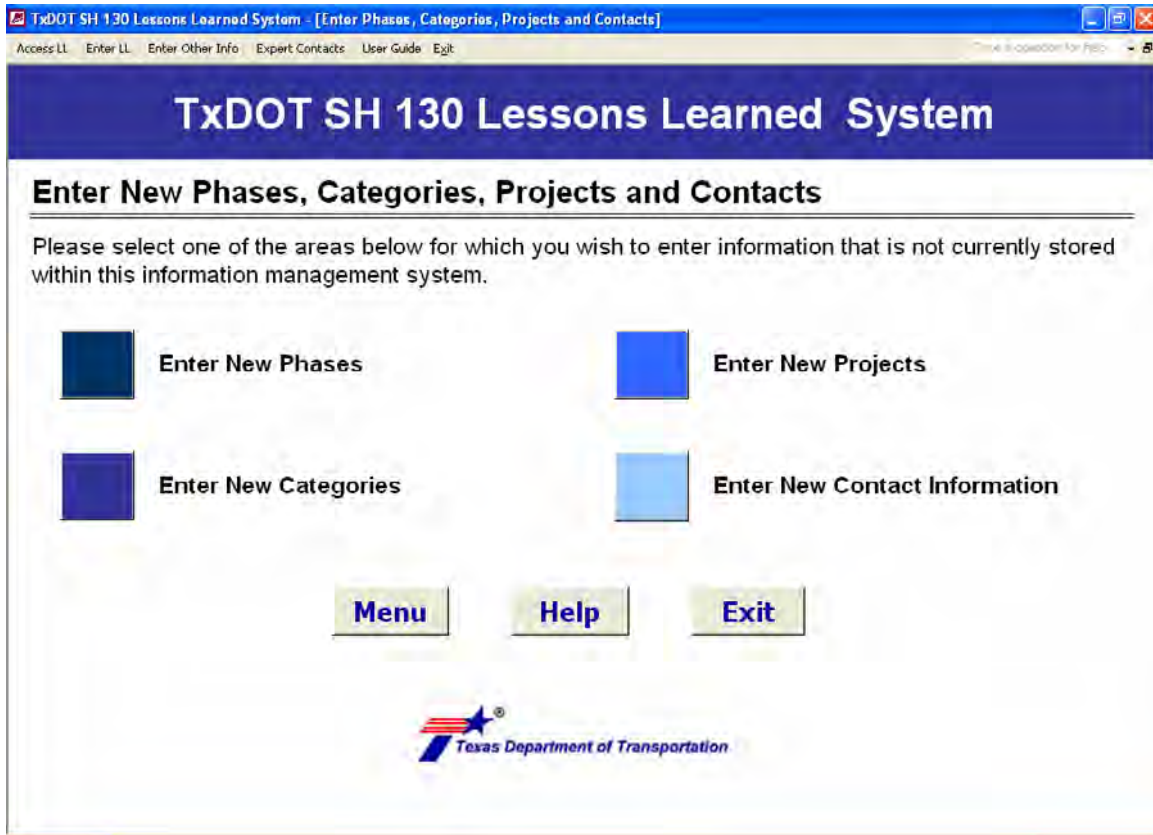 TxDOT SH 130 Lessons Learned System - [Enter Phases, Categories, Projects and Contacts]
Access LL Enter LL Enter Other Info Expert Contacts User Guide Exit
Type a question for help
TxDOT SH 130 Lessons Learned System
Enter New Phases, Categories, Projects and Contacts
Please select one of the areas below for which you wish to enter information that is not currently stored
within this information management system.
Enter New Phases
Enter New Projects
Enter New Categories
Enter New Contact Information
Menu Help Exit
®
Texas Department of Transportation